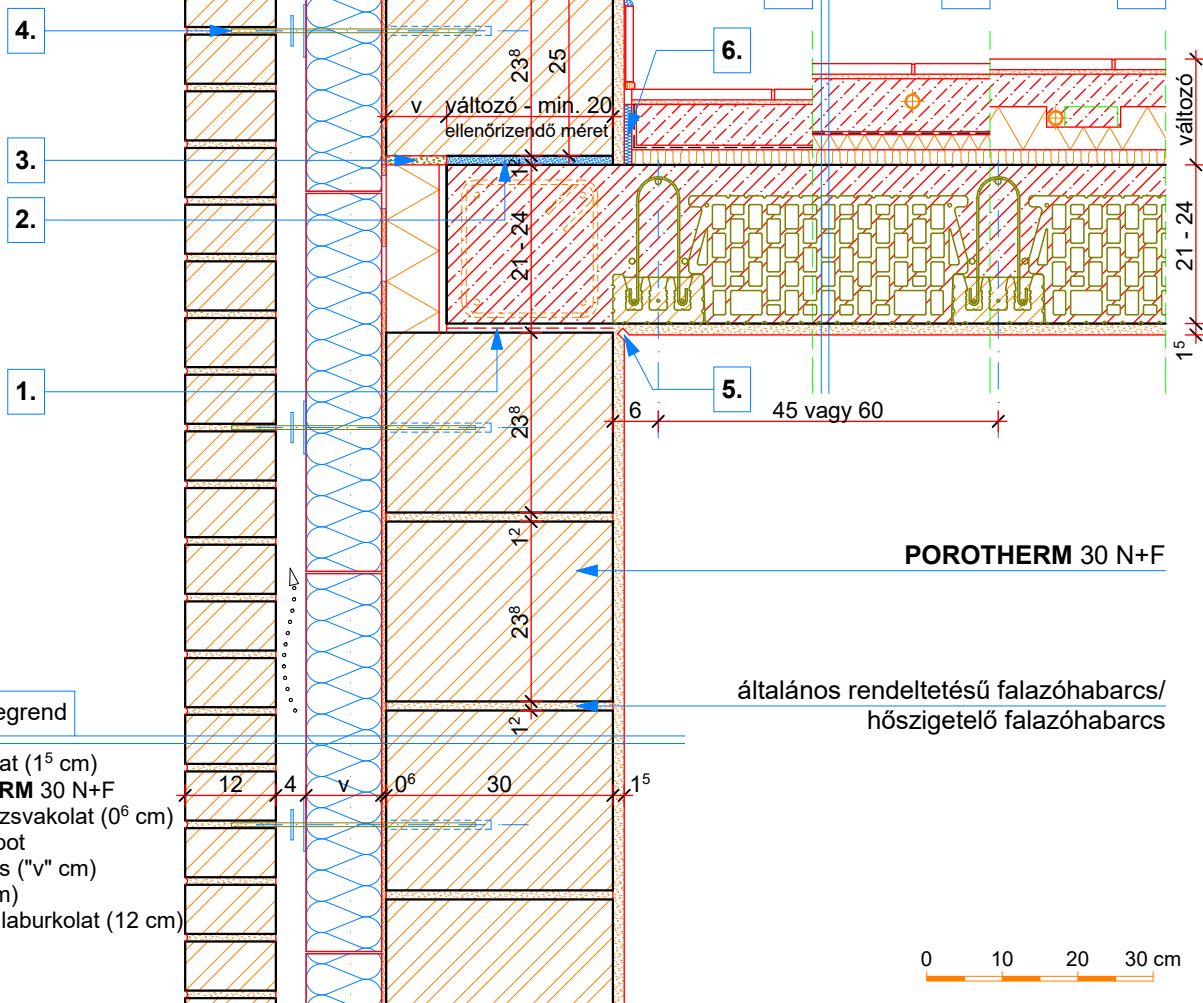 4.
6.
23⁸
25
v
változó - min. 20
ellenőrizendő méret
változó
3.
1²
2.
21 - 24
21 - 24
1.
5.
1⁵
6
45 vagy 60
23⁸
1²
POROTHERM 30 N+F
23⁸
általános rendeltetésű falazóhabarcs/
hőszigetelő falazóhabarcs
egrend
1²
at (1⁵ cm)
RM 30 N+F
zsvakolat (0⁶ cm)
oot
s ("v" cm)
m)
laburkolat (12 cm)
12
4
v
0⁶
30
1⁵
0
10
20
30 cm